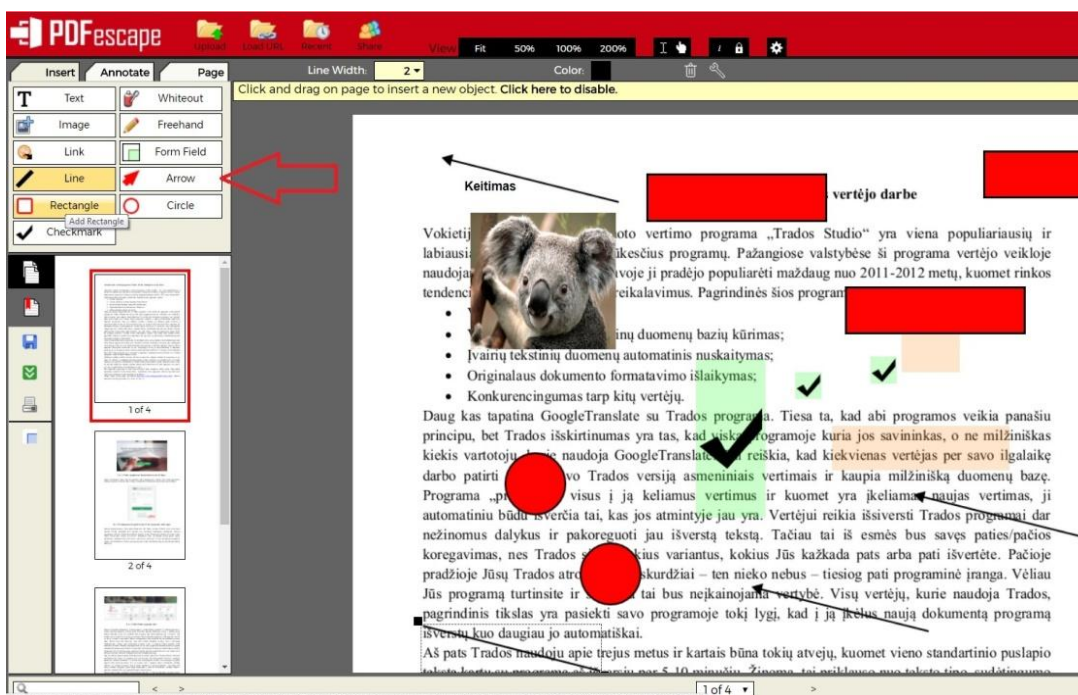 PDFescape
Upload Load URL Recent Share View Fit 50% 100% 200%
Insert Annotate Page Line Width: 2 Color:
Click and drag on page to insert a new object. Click here to disable.
Text Whiteout
Image Freehand
Link Form Field
Line Arrow
Rectangle Circle
Add Rectangle
Checkmark
1 of 4
2 of 4
Keitimas
vertėjo darbe
oto vertimo programa „Trados Studio“ yra viena populiariausių ir
labiausi ūkesčius programų. Pažangiose valstybėse ši programa vertėjo veikloje
naudoja voje ji pradėjo populiarėti maždaug nuo 2011-2012 metų, kuomet rinkos
tendenci reikalavimus. Pagrindinės šios program
inų duomenų bazių kūrimas;
• Įvairių tekstinių duomenų automatinis nuskaitymas;
• Originalaus dokumento formatavimo išlaikymas;
• Konkurencingumas tarp kitų vertėjų.
Daug kas tapatina GoogleTranslate su Trados programa. Tiesa ta, kad abi programos veikia panašiu
principu, bet Trados išskirtinumas yra tas, kad viską programoje kuria jos savininkas, o ne milžiniškas
kiekis vartotojų, kurie naudoja GoogleTranslate. reiškia, kad kiekvienas vertėjas per savo ilgalaikę
darbo patirtį vo Trados versiją asmeniniais vertimais ir kaupia milžinišką duomenų bazę.
Programa visus į ją keliamus vertimus ir kuomet yra įkeliamas naujas vertimas, ji
automatiniu būdu išverčia tai, kas jos atmintyje jau yra. Vertėjui reikia išsiversti Trados programai dar
nežinomus dalykus ir pakoreguoti jau išverstą tekstą. Tačiau tai iš esmės bus savęs paties/pačios
koregavimas, nes Trados kius variantus, kokius Jūs kažkada pats arba pati išvertėte. Pačioje
pradžioje Jūsų Trados atro skurdžiai – ten nieko nebus – tiesiog pati programinė įranga. Vėliau
Jūs programą turtinsite ir tai bus neįkainojama vertybė. Visų vertėjų, kurie naudoja Trados,
pagrindinis tikslas yra pasiekti savo programoje tokį lygį, kad į ją įkėlus naują dokumentą programą
išverstų kuo daugiau jo automatiškai.
Aš pats Trados naudoju apie trejus metus ir kartais būna tokių atvejų, kuomet vieno standartinio puslapio
1 of 4